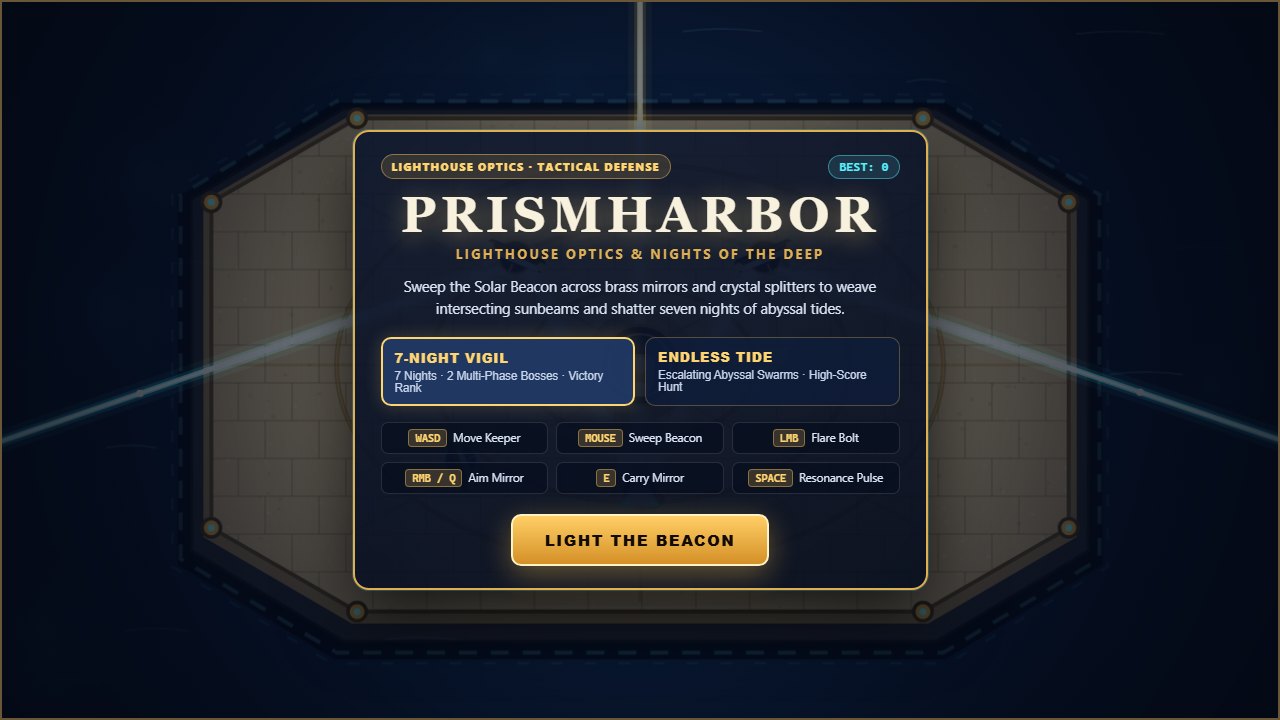 LIGHTHOUSE OPTICS · TACTICAL DEFENSE
BEST: 0
PRISMHARBOR
LIGHTHOUSE OPTICS & NIGHTS OF THE DEEP
Sweep the Solar Beacon across brass mirrors and crystal splitters to weave
intersecting sunbeams and shatter seven nights of abyssal tides.
7-NIGHT VIGIL
7 Nights · 2 Multi-Phase Bosses · Victory
Rank
ENDLESS TIDE
Escalating Abyssal Swarms · High-Score
Hunt
WASD Move Keeper
MOUSE Sweep Beacon
LMB Flare Bolt
RMB / Q Aim Mirror
E Carry Mirror
SPACE Resonance Pulse
LIGHT THE BEACON